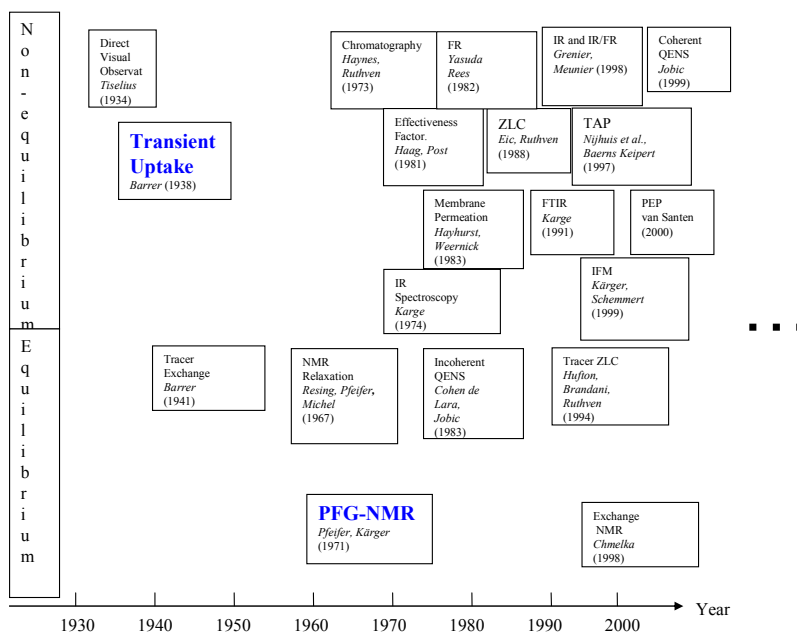 Non-equilibrium
Direct
Visual
Observat
Tiselius
(1934)
Transient
Uptake
Barrer (1938)
Chromatography
Haynes,
Ruthven
(1973)
FR
Yasuda
Rees
(1982)
IR and IR/FR
Grenier,
Meunier (1998)
Coherent
QENS
Jobic
(1999)
Effectiveness
Factor.
Haag, Post
(1981)
ZLC
Eic, Ruthven
(1988)
TAP
Nijhuis et al.,
Baerns Keipert
(1997)
Membrane
Permeation
Hayhurst,
Weernick
(1983)
FTIR
Karge
(1991)
PEP
van Santen
(2000)
IR
Spectroscopy
Karge
(1974)
IFM
Kärger,
Schemmert
(1999)
Equilibrium
Tracer
Exchange
Barrer
(1941)
NMR
Relaxation
Resing, Pfeifer,
Michel
(1967)
Incoherent
QENS
Cohen de
Lara,
Jobic
(1983)
Tracer ZLC
Hufton,
Brandani,
Ruthven
(1994)
PFG-NMR
Pfeifer, Kärger
(1971)
Exchange
NMR
Chmelka
(1998)
Year
1930 1940 1950 1960 1970 1980 1990 2000